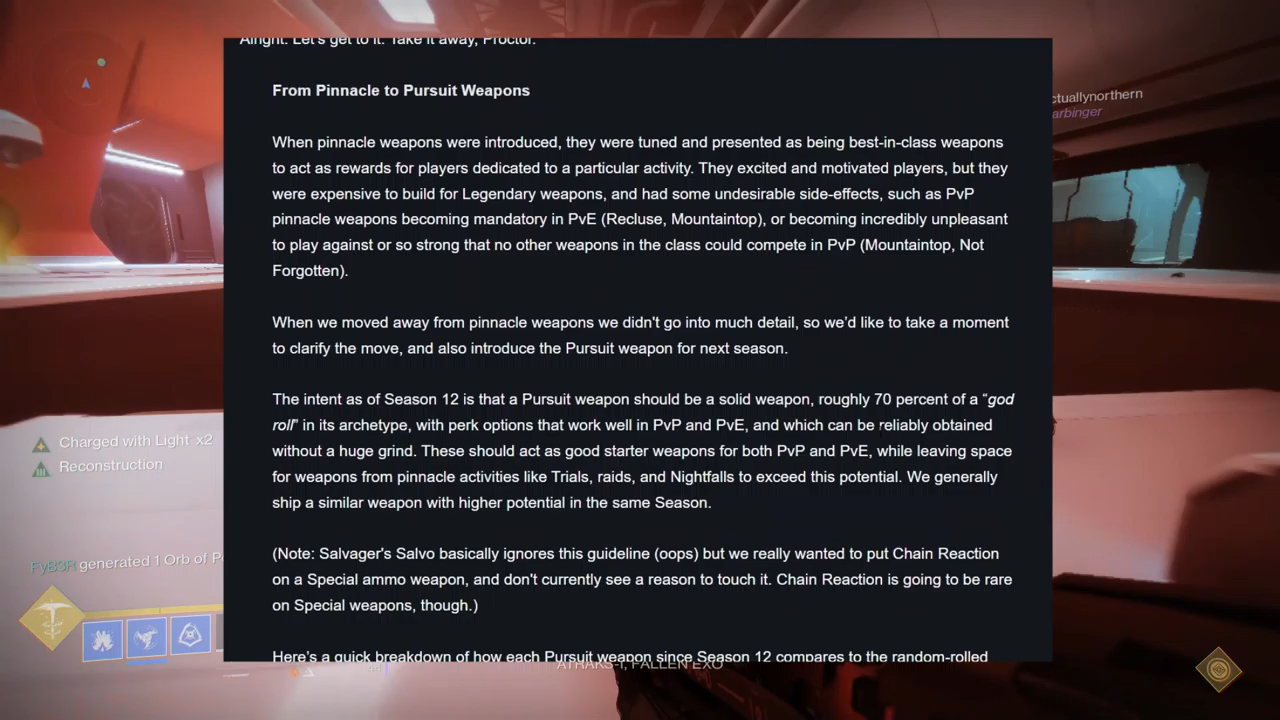 Alright. Let's get to it. Take it away, Proctor.
From Pinnacle to Pursuit Weapons
When pinnacle weapons were introduced, they were tuned and presented as being best-in-class weapons
to act as rewards for players dedicated to a particular activity. They excited and motivated players, but they
were expensive to build for Legendary weapons, and had some undesirable side-effects, such as PvP
pinnacle weapons becoming mandatory in PvE (Recluse, Mountaintop), or becoming incredibly unpleasant
to play against or so strong that no other weapons in the class could compete in PvP (Mountaintop, Not
Forgotten).
When we moved away from pinnacle weapons we didn't go into much detail, so we'd like to take a moment
to clarify the move, and also introduce the Pursuit weapon for next season.
The intent as of Season 12 is that a Pursuit weapon should be a solid weapon, roughly 70 percent of a “god
roll” in its archetype, with perk options that work well in PvP and PvE, and which can be reliably obtained
without a huge grind. These should act as good starter weapons for both PvP and PvE, while leaving space
for weapons from pinnacle activities like Trials, raids, and Nightfalls to exceed this potential. We generally
ship a similar weapon with higher potential in the same Season.
(Note: Salvager's Salvo basically ignores this guideline (oops) but we really wanted to put Chain Reaction
on a Special ammo weapon, and don't currently see a reason to touch it. Chain Reaction is going to be rare
on Special weapons, though.)
Here's a quick breakdown of how each Pursuit weapon since Season 12 compares to the random-rolled
ctuallynorthern
arbinger
Charged with Light x2
Reconstruction
FyB3R generated 1 Orb of P
ATRAKS-1, FALLEN EXO